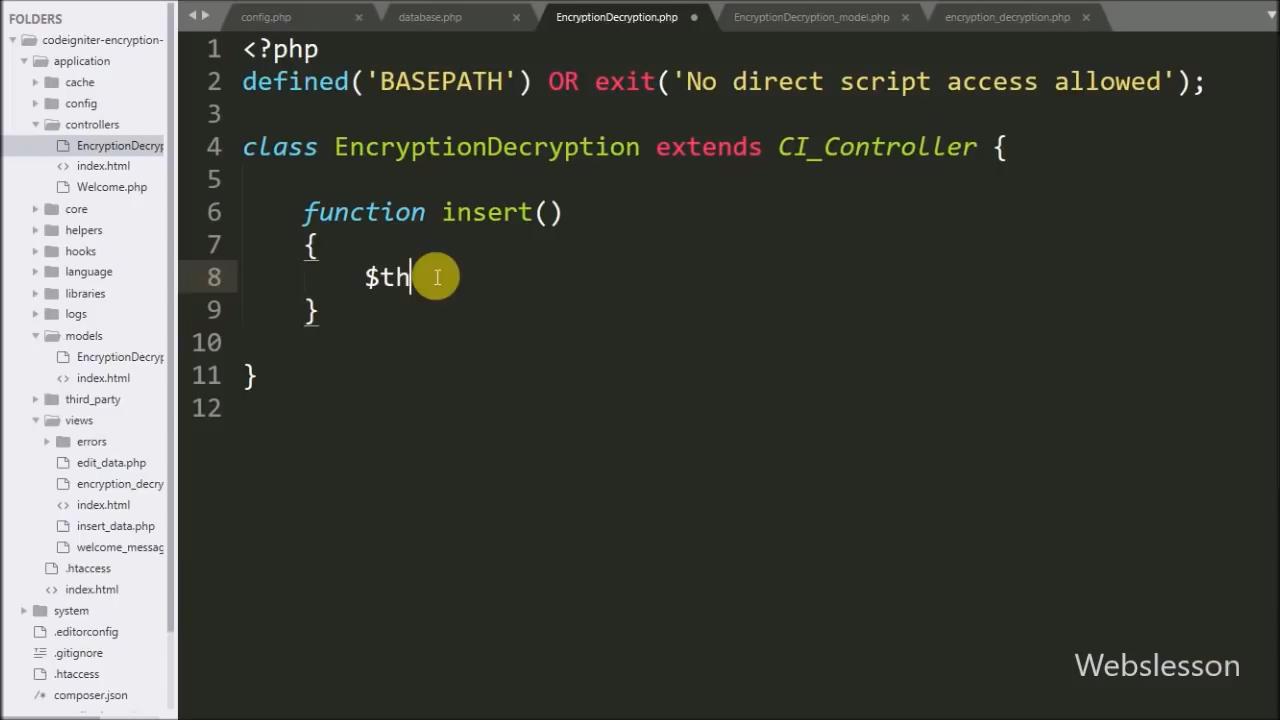 FOLDERS
codeigniter-encryption-
application
cache
config
controllers
EncryptionDecryp
index.html
Welcome.php
core
helpers
hooks
language
libraries
logs
models
EncryptionDecryp
index.html
third_party
views
errors
edit_data.php
encryption_decry
index.html
insert_data.php
welcome_messag
.htaccess
index.html
system
.editorconfig
.gitignore
.htaccess
composer.json
config.php
database.php
EncryptionDecryption.php
EncryptionDecryption_model.php
encryption_decryption.php
1 <?php
2 defined('BASEPATH') OR exit('No direct script access allowed');
3
4 class EncryptionDecryption extends CI_Controller {
5
6 function insert()
7 {
8 $th
9 }
10
11 }
12
Webslesson